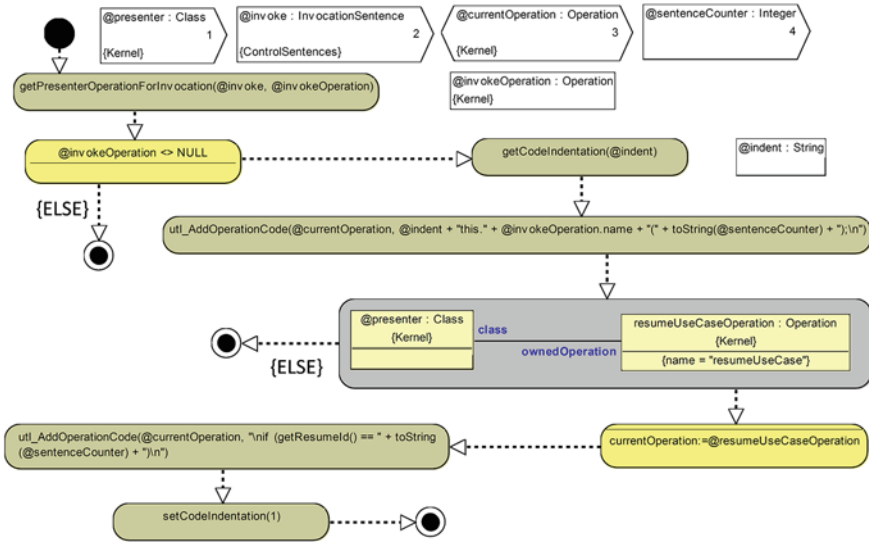 @presenter : Class
1
{Kernel}
@invoke : InvocationSentence
2
{ControlSentences}
@currentOperation : Operation
3
{Kernel}
@sentenceCounter : Integer
4
getPresenterOperationForInvocation(@invoke, @invokeOperation)
@invokeOperation : Operation
{Kernel}
@invokeOperation <> NULL
getCodeIndentation(@indent)
@indent : String
{ELSE}
utl_AddOperationCode(@currentOperation, @indent + "this." + @invokeOperation.name + "(" + toString(@sentenceCounter) + ");\n")
@presenter : Class
{Kernel}
class
ownedOperation
resumeUseCaseOperation : Operation
{Kernel}
{name = "resumeUseCase"}
{ELSE}
utl_AddOperationCode(@currentOperation, "\nif (getResumeId() == " + toString
(@sentenceCounter) + ")\n")
currentOperation:=@resumeUseCaseOperation
setCodeIndentation(1)